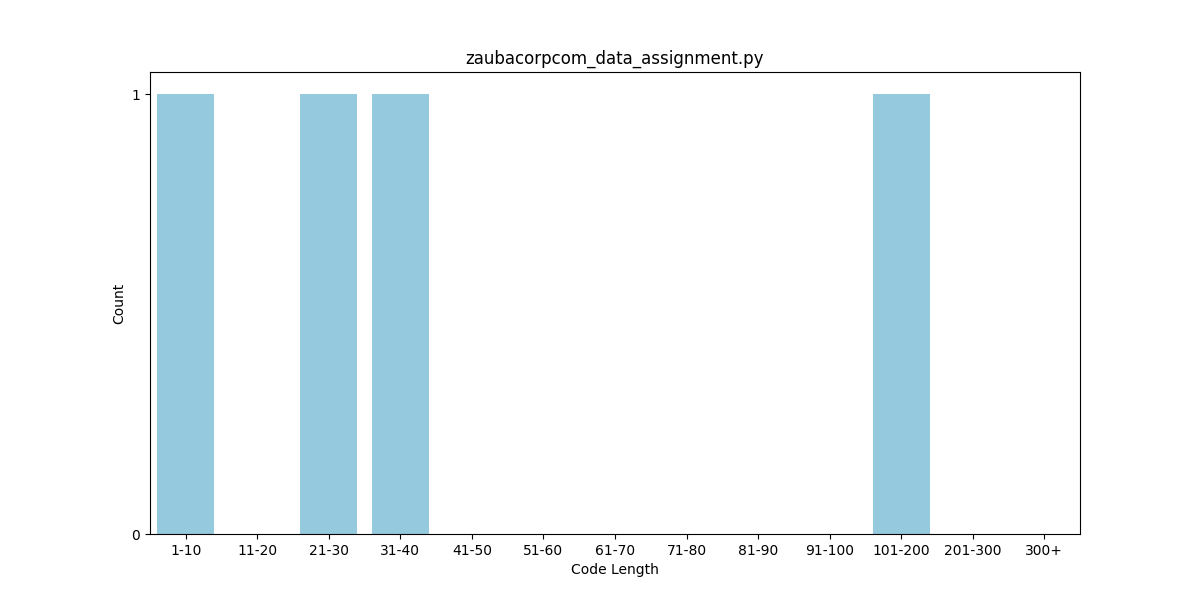 zaubacorpcom_data_assignment.py
1
Count
0
1-10 11-20 21-30 31-40 41-50 51-60 61-70 71-80 81-90 91-100 101-200 201-300 300+
Code Length